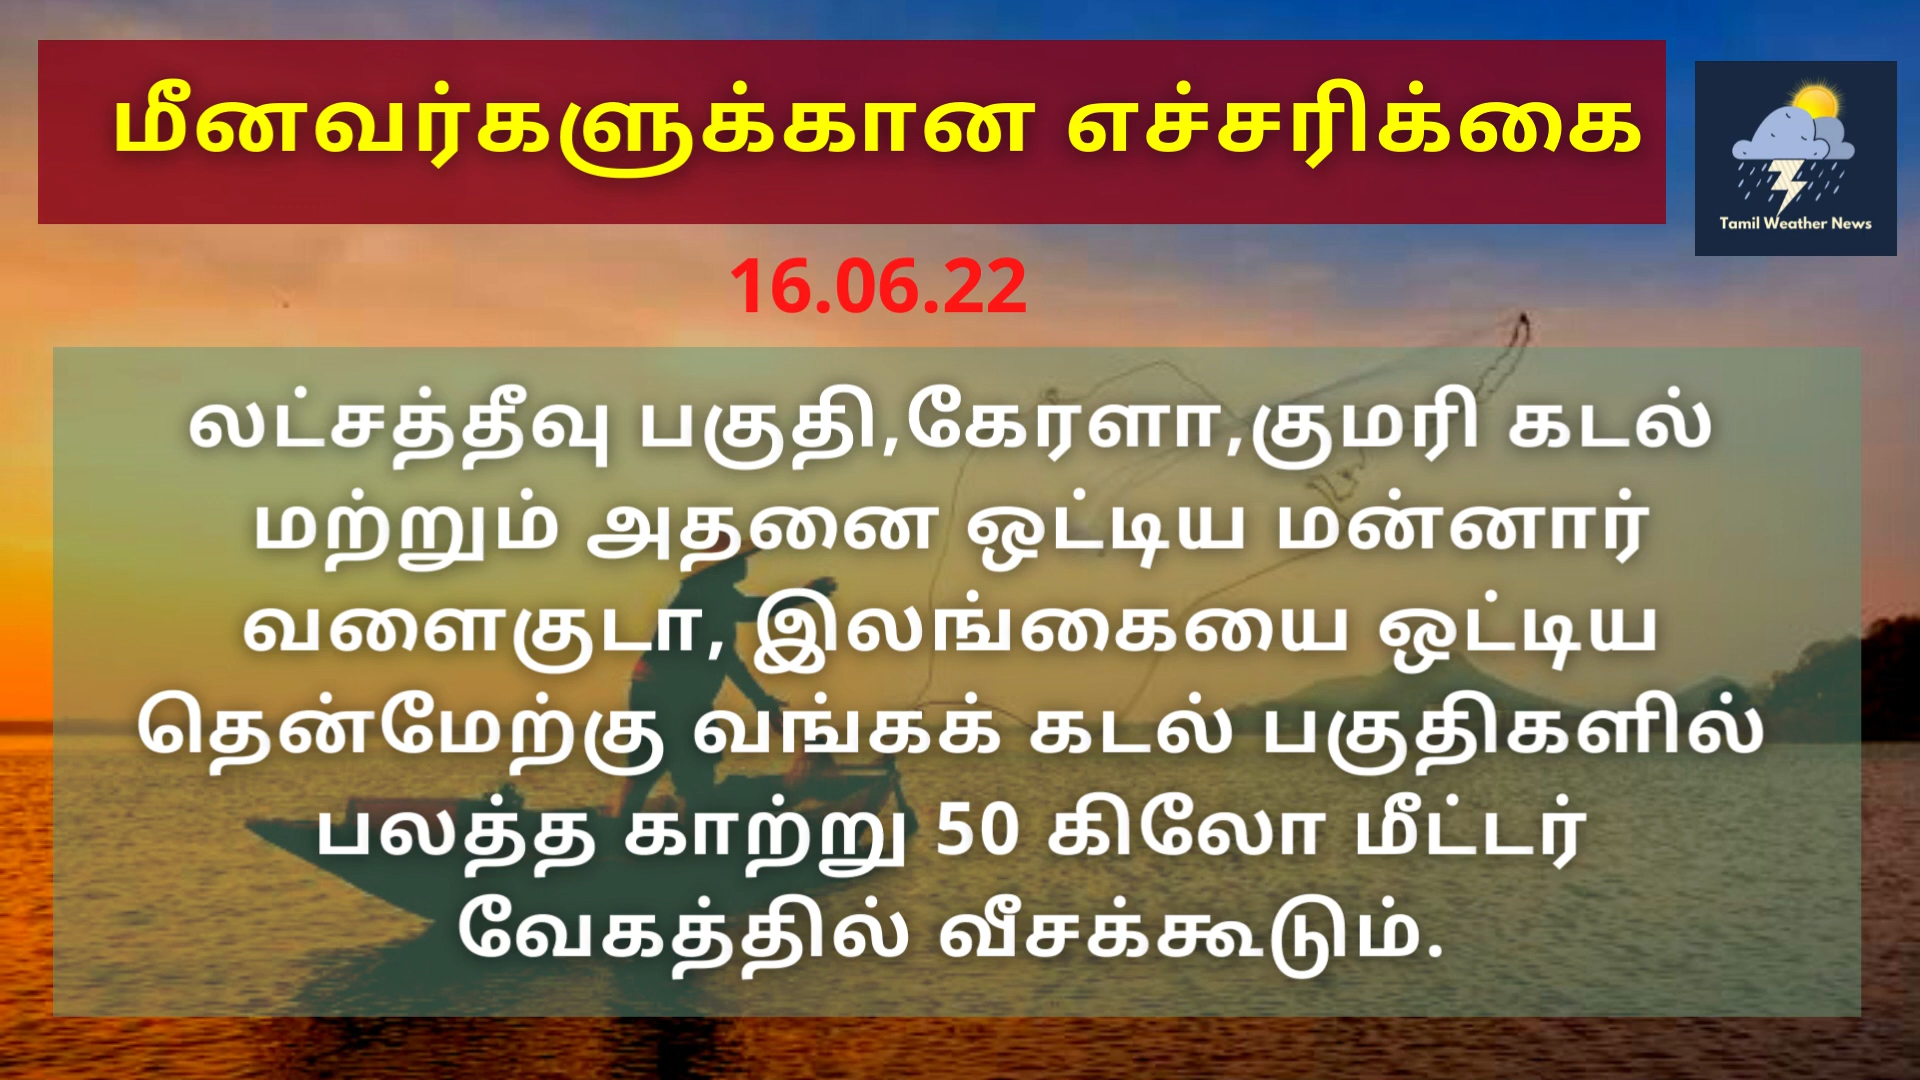 மீனவர்களுக்கான எச்சரிக்கை
Tamil Weather News
16.06.22
லட்சத்தீவு பகுதி,கேரளா,குமரி கடல்
மற்றும் அதனை ஒட்டிய மன்னார்
வளைகுடா, இலங்கையை ஒட்டிய
தென்மேற்கு வங்கக் கடல் பகுதிகளில்
பலத்த காற்று 50 கிலோ மீட்டர்
வேகத்தில் வீசக்கூடும்.